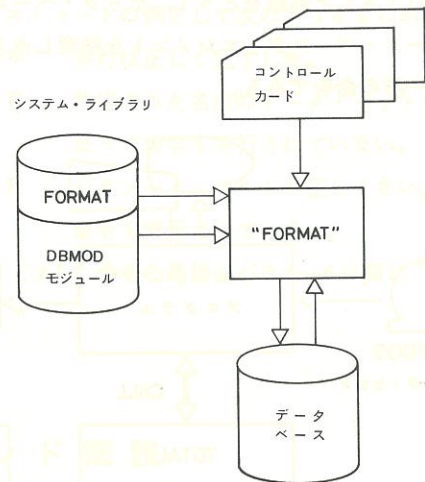 コントロール
カード
システム・ライブラリ
FORMAT
DBMOD
モジュール
"FORMAT"
データ
ベース